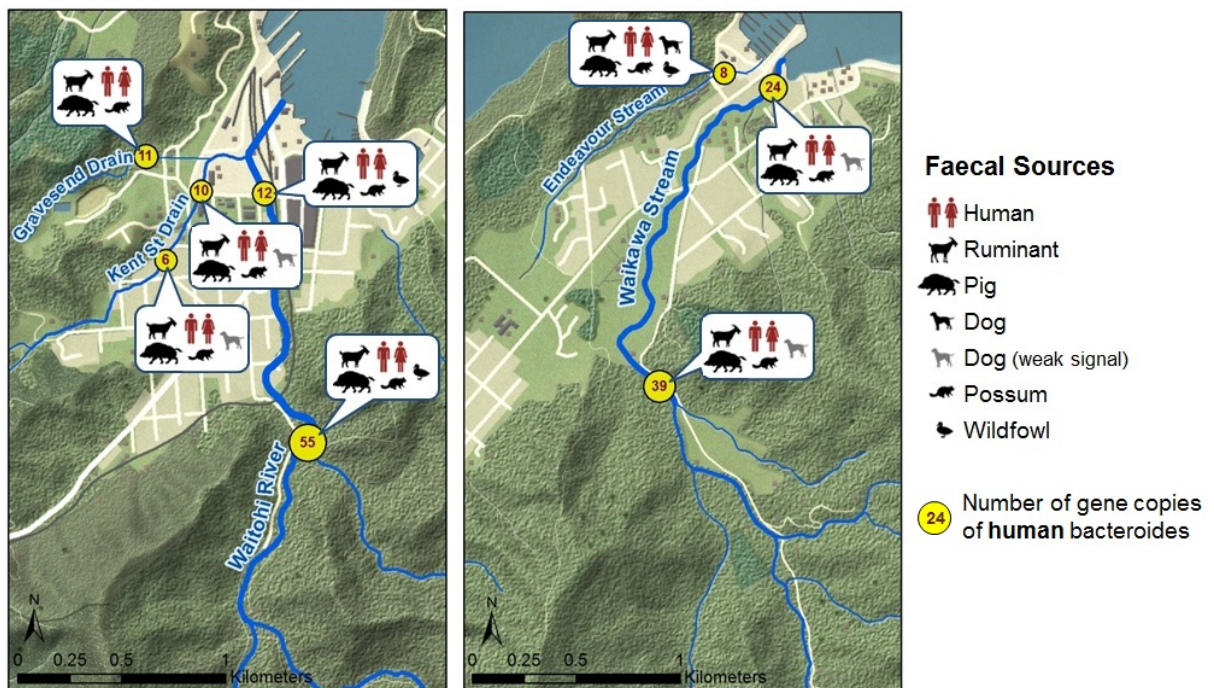 11
Gravesend Drain
10
12
Kent St Drain
6
55
Waitohi River
N
0 0.25 0.5 1
Kilometers
8
24
Endeavour Stream
Waikawa Stream
39
N
0 0.25 0.5 1
Kilometers
Faecal Sources
Human
Ruminant
Pig
Dog
Dog (weak signal)
Possum
Wildfowl
24 Number of gene copies
of human bacteroides